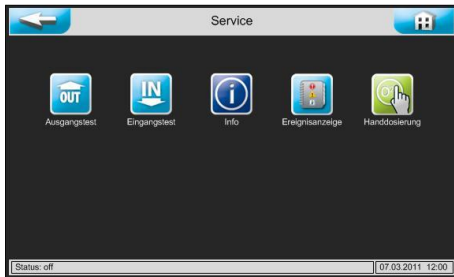 Service
OUT
IN
Ausgangstest
Eingangstest
Info
Ereignisanzeige
Handdosierung
Status: off
07.03.2011 12:00